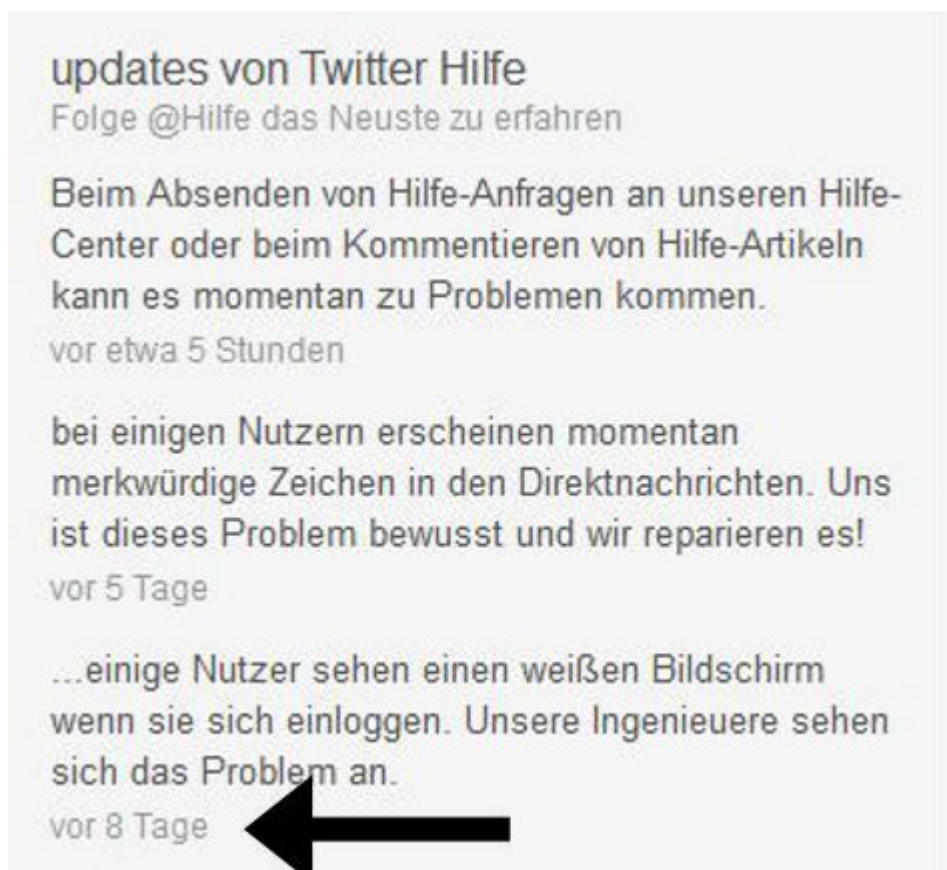 updates von Twitter Hilfe
Folge @Hilfe das Neuste zu erfahren
Beim Absenden von Hilfe-Anfragen an unseren Hilfe-
Center oder beim Kommentieren von Hilfe-Artikeln
kann es momentan zu Problemen kommen.
vor etwa 5 Stunden
bei einigen Nutzern erscheinen momentan
merkwürdige Zeichen in den Direktnachrichten. Uns
ist dieses Problem bewusst und wir reparieren es!
vor 5 Tage
...einige Nutzer sehen einen weißen Bildschirm
wenn sie sich einloggen. Unsere Ingenieuere sehen
sich das Problem an.
vor 8 Tage